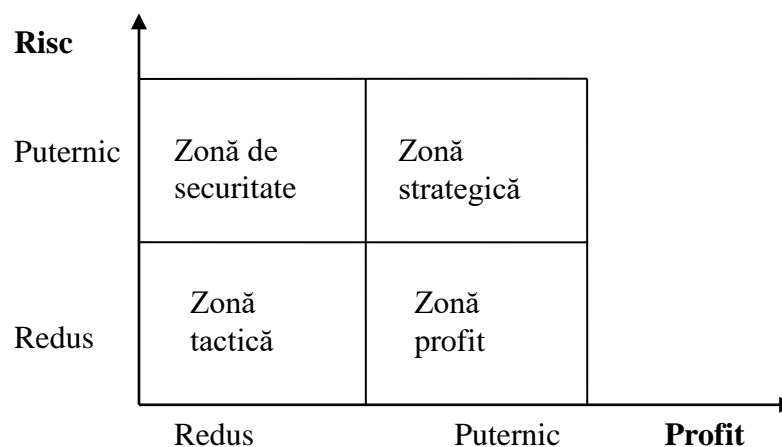 Risc
Puternic
Zonă de
securitate
Zonă
strategică
Redus
Zonă
tactică
Zonă
profit
Redus
Puternic
Profit